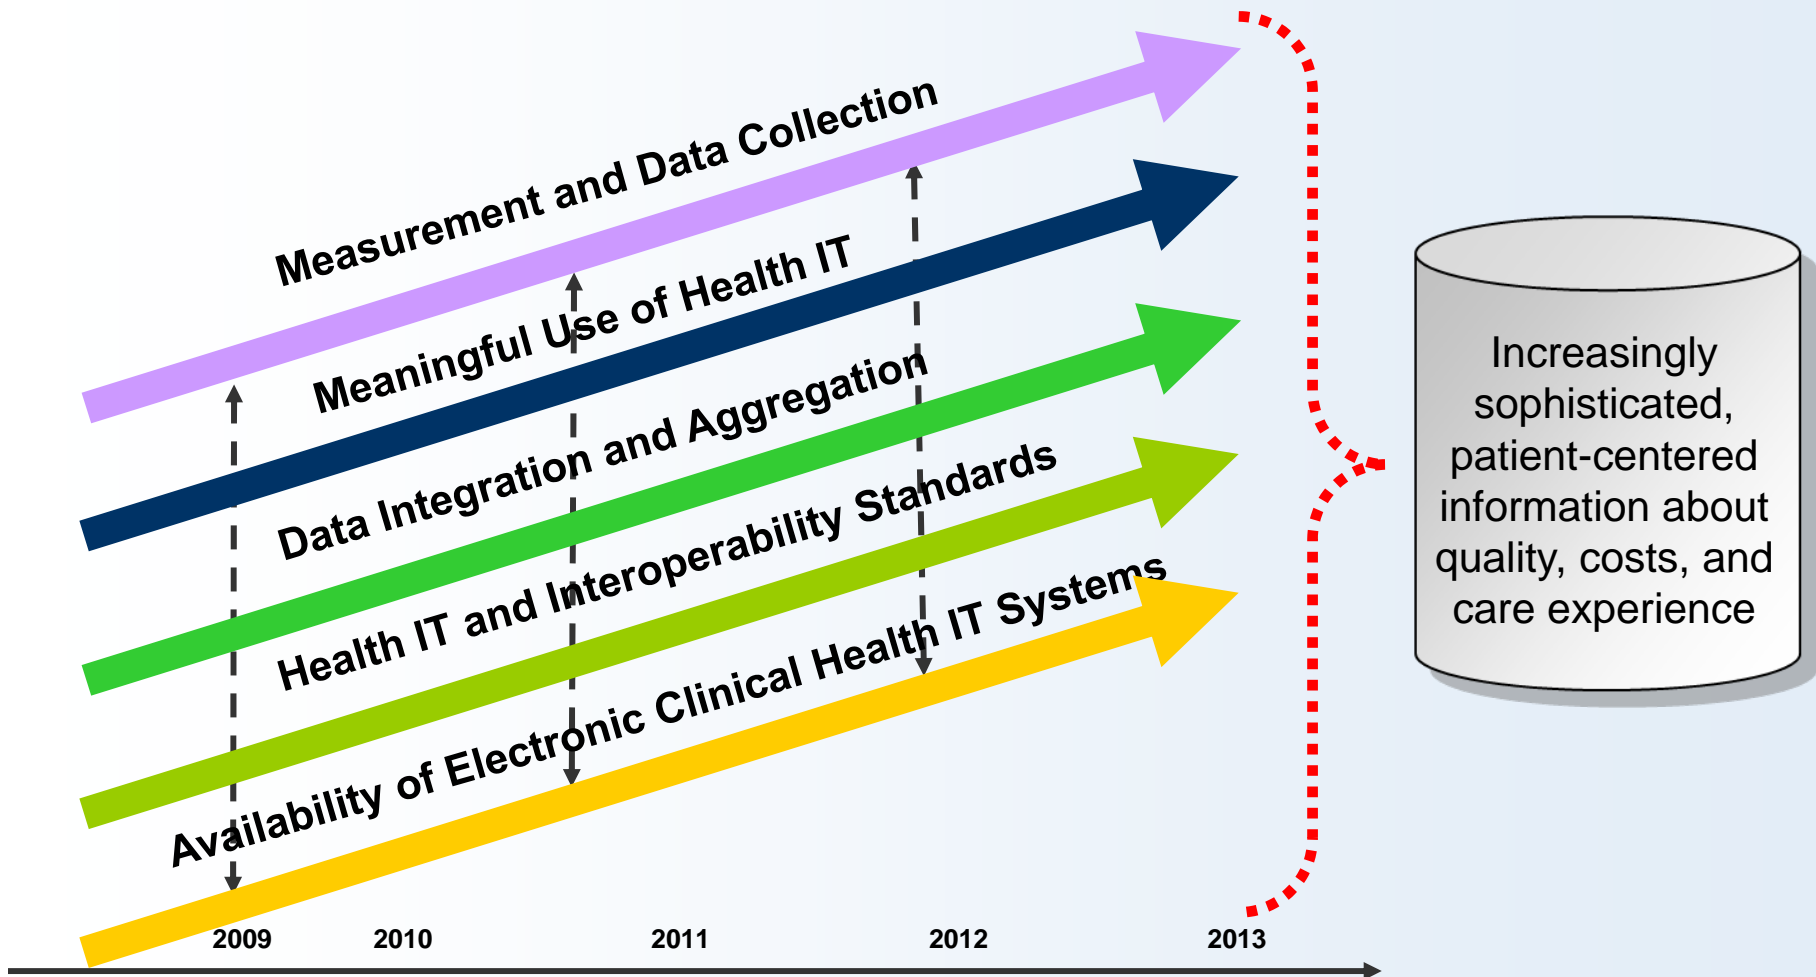 Measurement and Data Collection
Meaningful Use of Health IT
Data Integration and Aggregation
Health IT and Interoperability Standards
Availability of Electronic Clinical Health IT Systems
Increasingly
sophisticated,
patient-centered
information about
quality, costs, and
care experience
2009 2010 2011 2012 2013